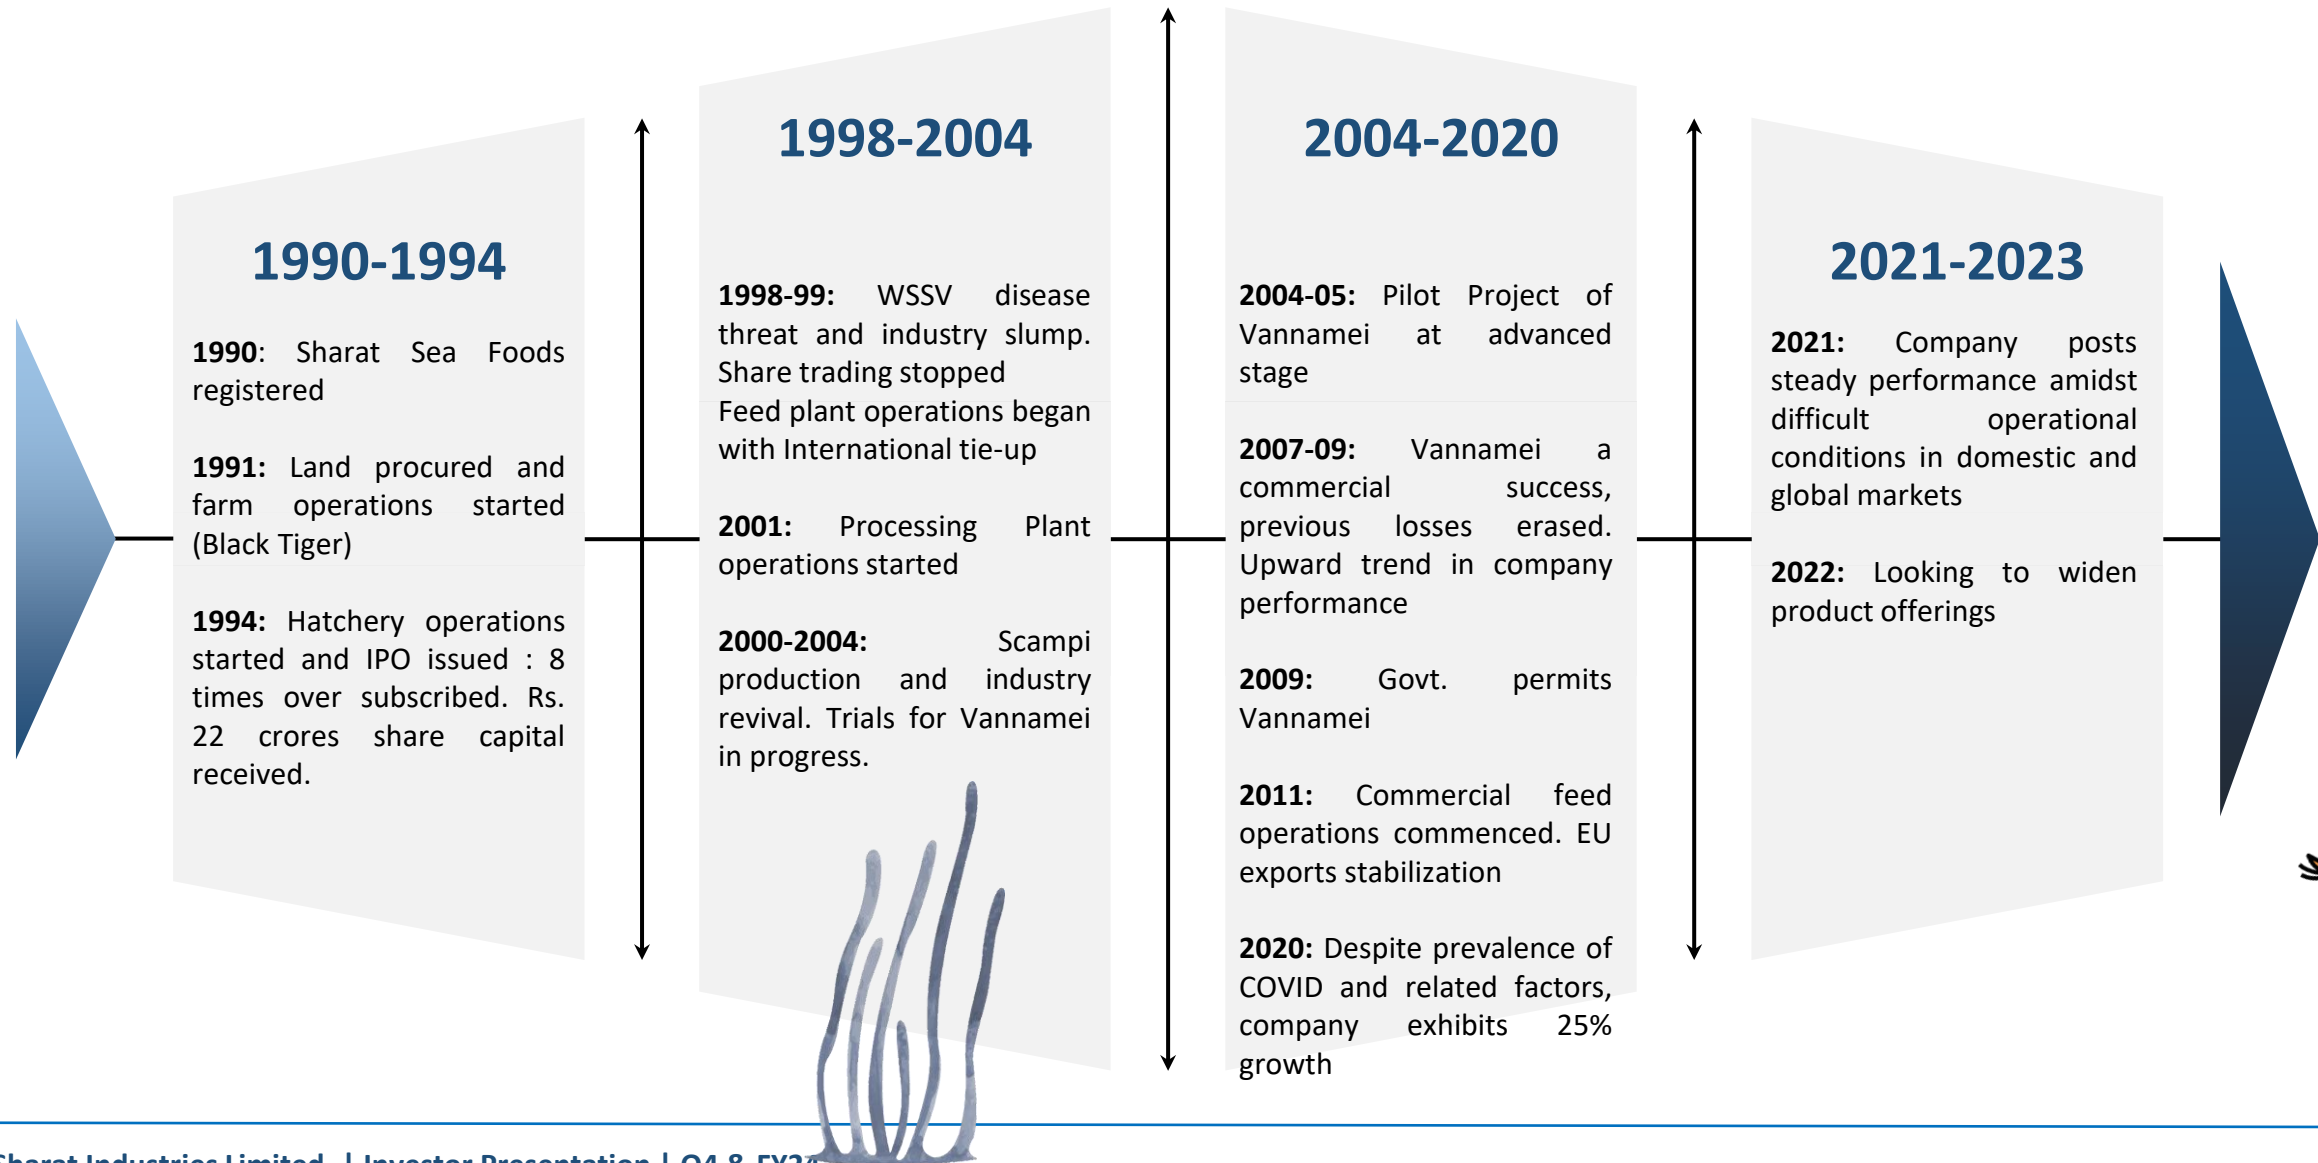 1990-1994
1990: Sharat Sea Foods
registered
1991: Land procured and
farm operations started
(Black Tiger)
1994: Hatchery operations
started and IPO issued : 8
times over subscribed. Rs.
22 crores share capital
received.
1998-2004
1998-99: WSSV disease
threat and industry slump.
Share trading stopped
Feed plant operations began
with International tie-up
2001: Processing Plant
operations started
2000-2004: Scampi
production and industry
revival. Trials for Vannamei
in progress.
2004-2020
2004-05: Pilot Project of
Vannamei at advanced
stage
2007-09: Vannamei a
commercial success,
previous losses erased.
Upward trend in company
performance
2009: Govt. permits
Vannamei
2011: Commercial feed
operations commenced. EU
exports stabilization
2020: Despite prevalence of
COVID and related factors,
company exhibits 25%
growth
2021-2023
2021: Company posts
steady performance amidst
difficult operational
conditions in domestic and
global markets
2022: Looking to widen
product offerings
Sharat Industries Limited | Investor Presentation | Q4 & FY24